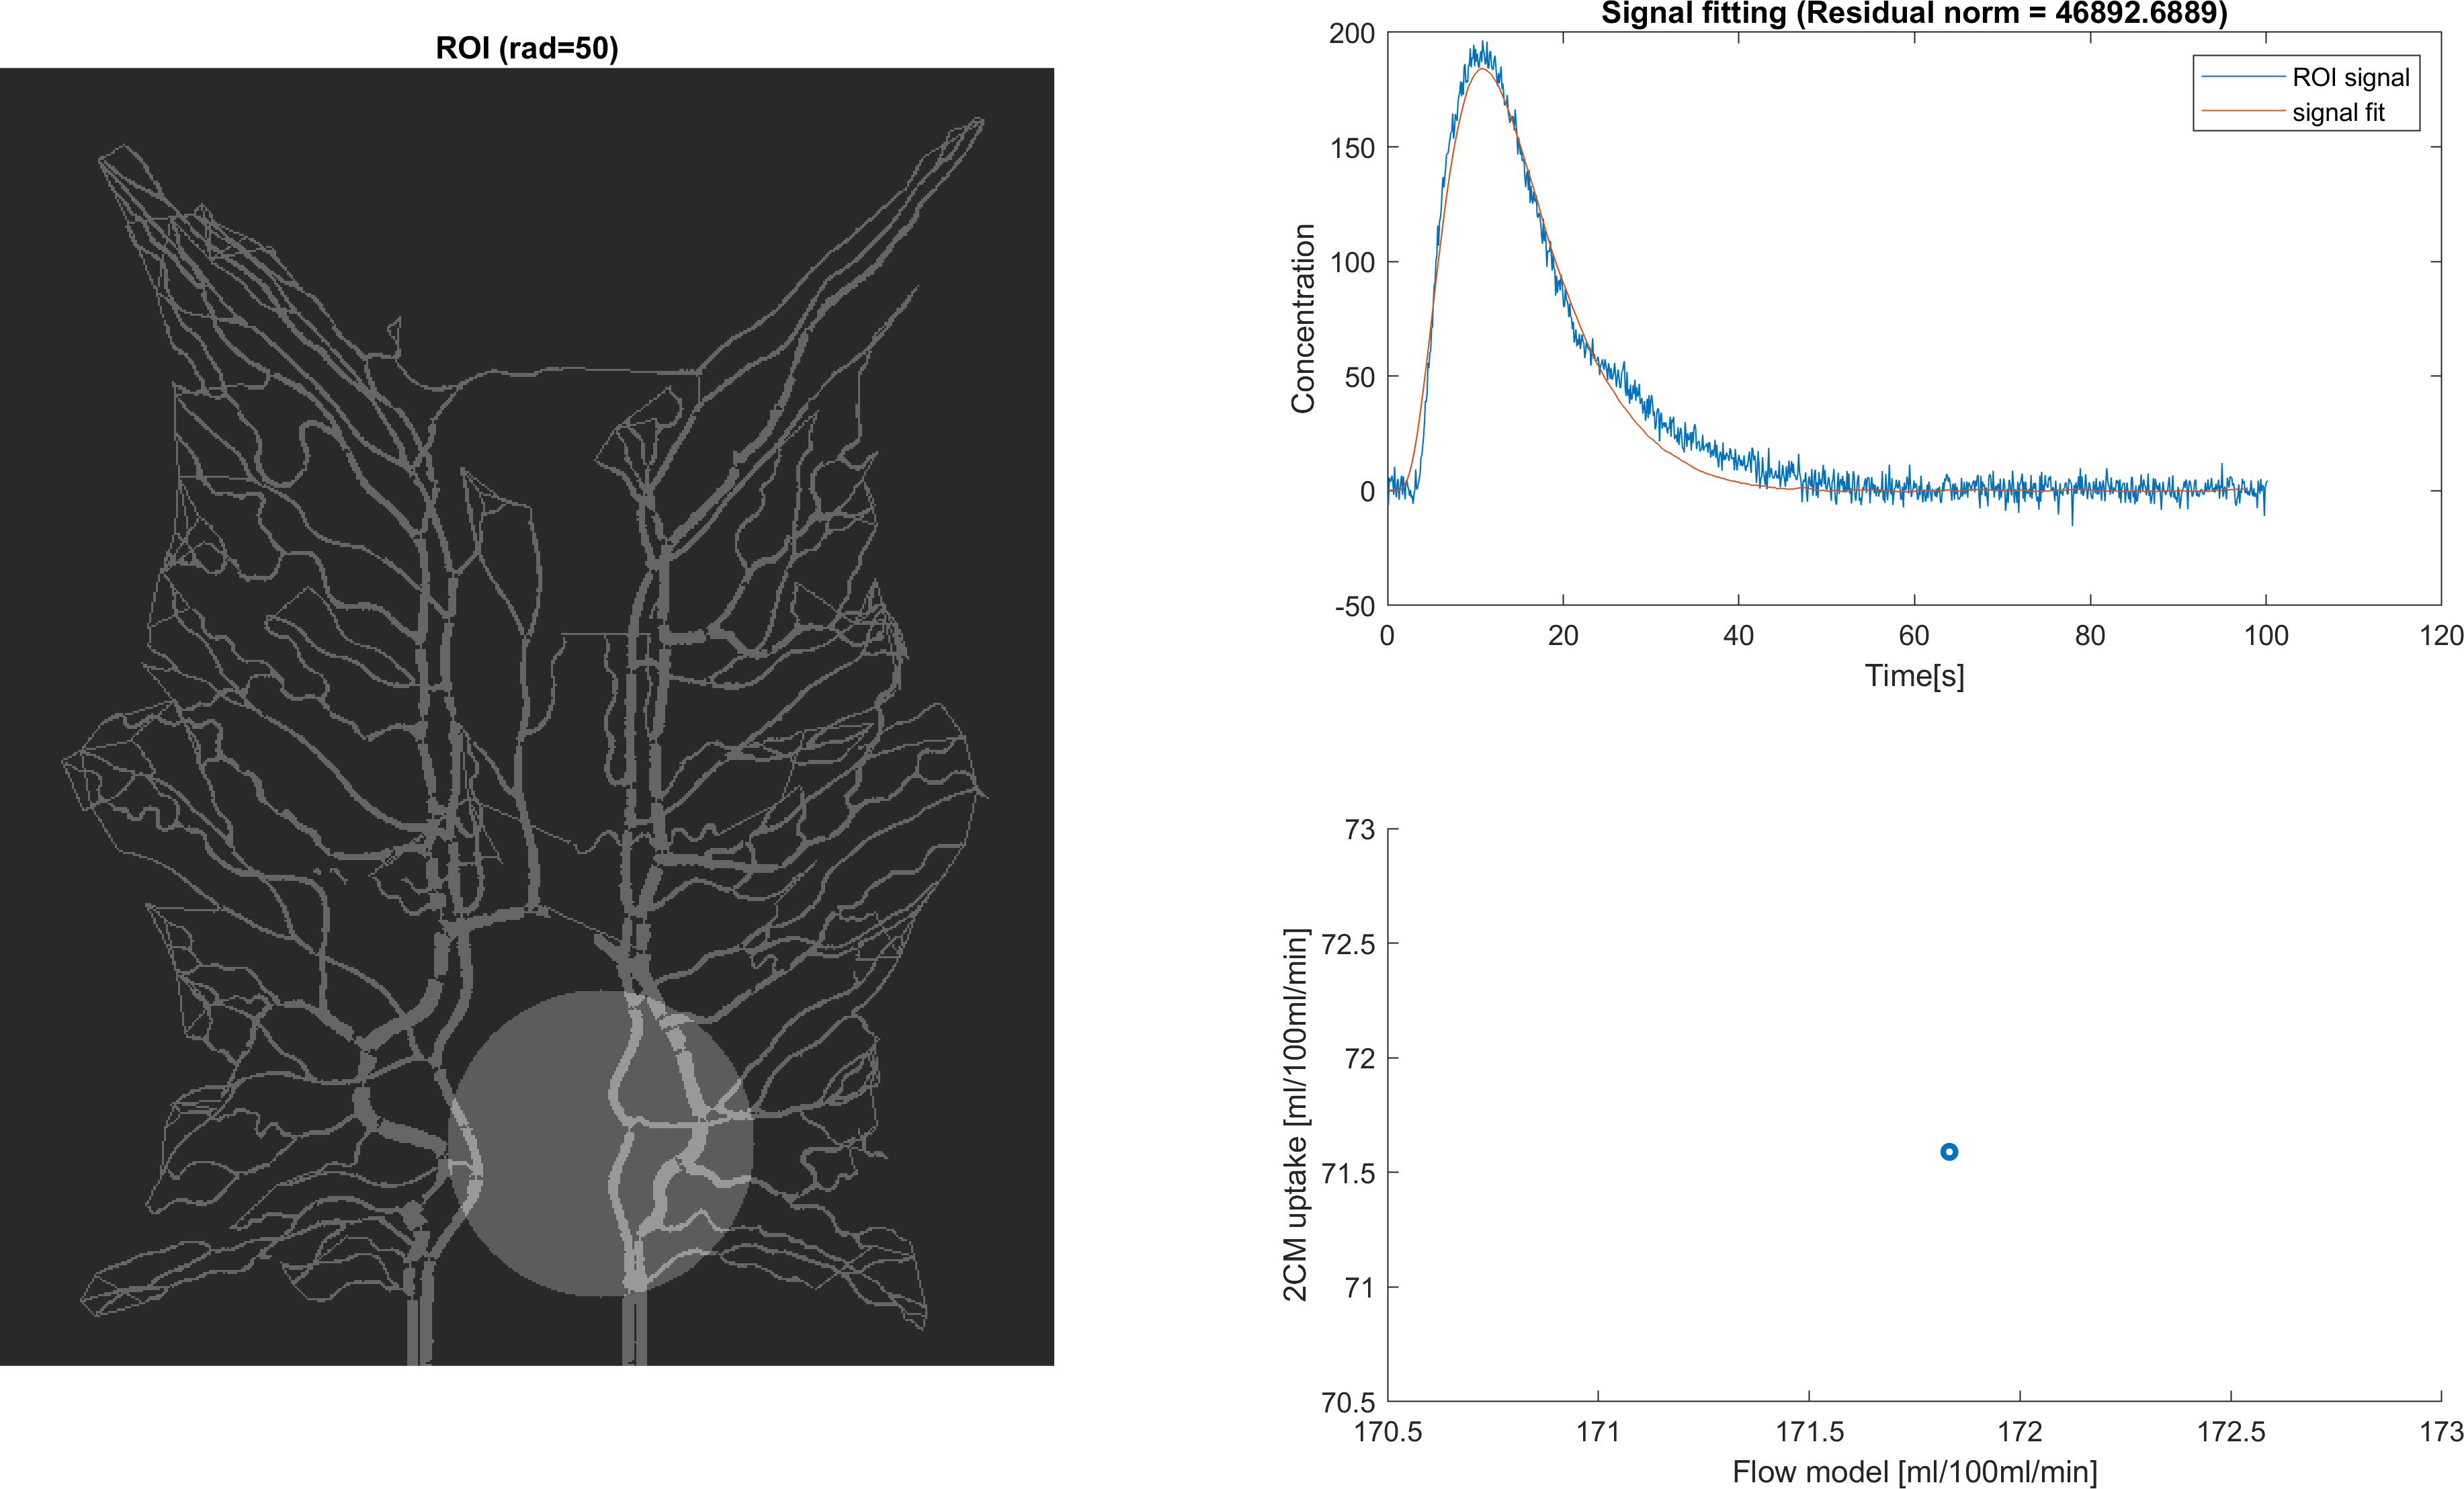 ROI (rad=50)
Signal fitting (Residual norm = 46892.6889)
200
150
100
50
0
-50
Concentration
ROI signal
signal fit
0 20 40 60 80 100 120
Time[s]
73
72.5
72
71.5
71
70.5
2CM uptake [ml/100ml/min]
170.5 171 171.5 172 172.5 173
Flow model [ml/100ml/min]